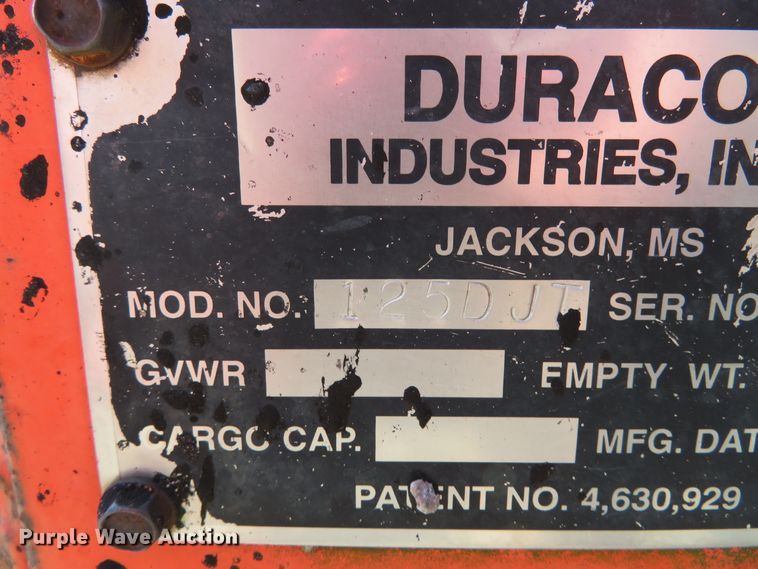 DURACO
INDUSTRIES, IN
JACKSON, MS
MOD. NO. 125DJT SER. NO
GVWR EMPTY WT.
CARGO CAP. MFG. DAT
PATENT NO. 4,630,929
Purple Wave Auction